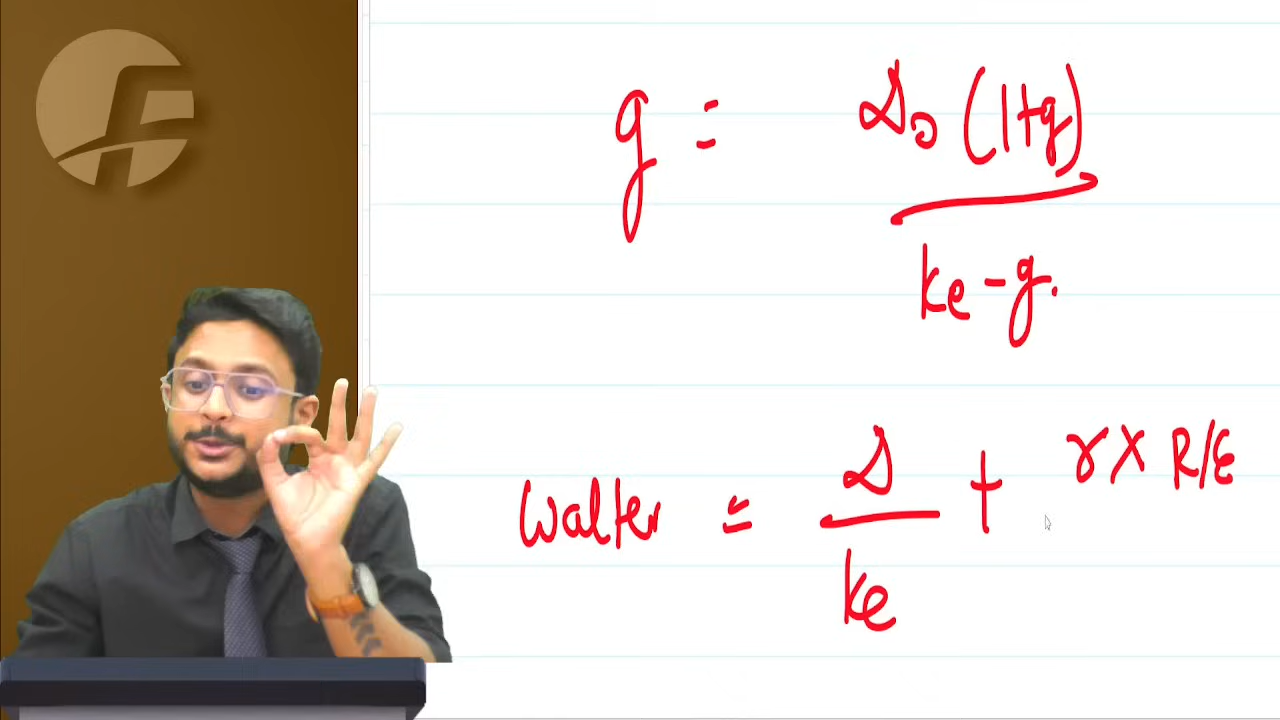 g = D₀ (1+g)
ke - g.
Walter = D + r x R/E
ke